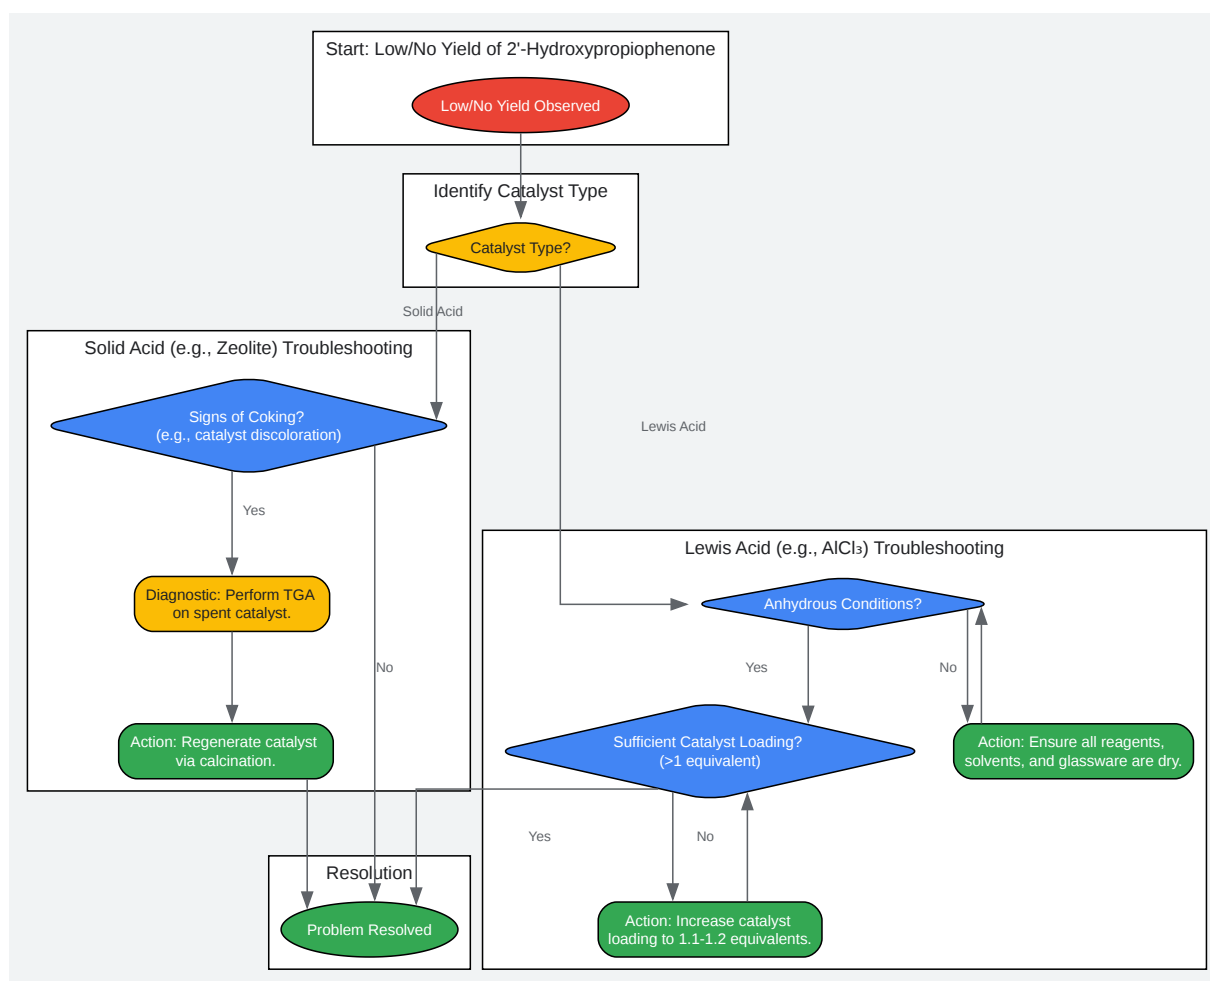 Start: Low/No Yield of 2'-Hydroxypropiophenone
Low/No Yield Observed
Identify Catalyst Type
Catalyst Type?
Solid Acid
Solid Acid (e.g., Zeolite) Troubleshooting
Signs of Coking?
(e.g., catalyst discoloration)
Lewis Acid
Yes
Lewis Acid (e.g., AlCl₃) Troubleshooting
Diagnostic: Perform TGA
on spent catalyst.
Anhydrous Conditions?
No
Yes
No
Action: Regenerate catalyst
via calcination.
Sufficient Catalyst Loading?
(>1 equivalent)
Action: Ensure all reagents,
solvents, and glassware are dry.
Yes
No
Resolution
Problem Resolved
Action: Increase catalyst
loading to 1.1-1.2 equivalents.